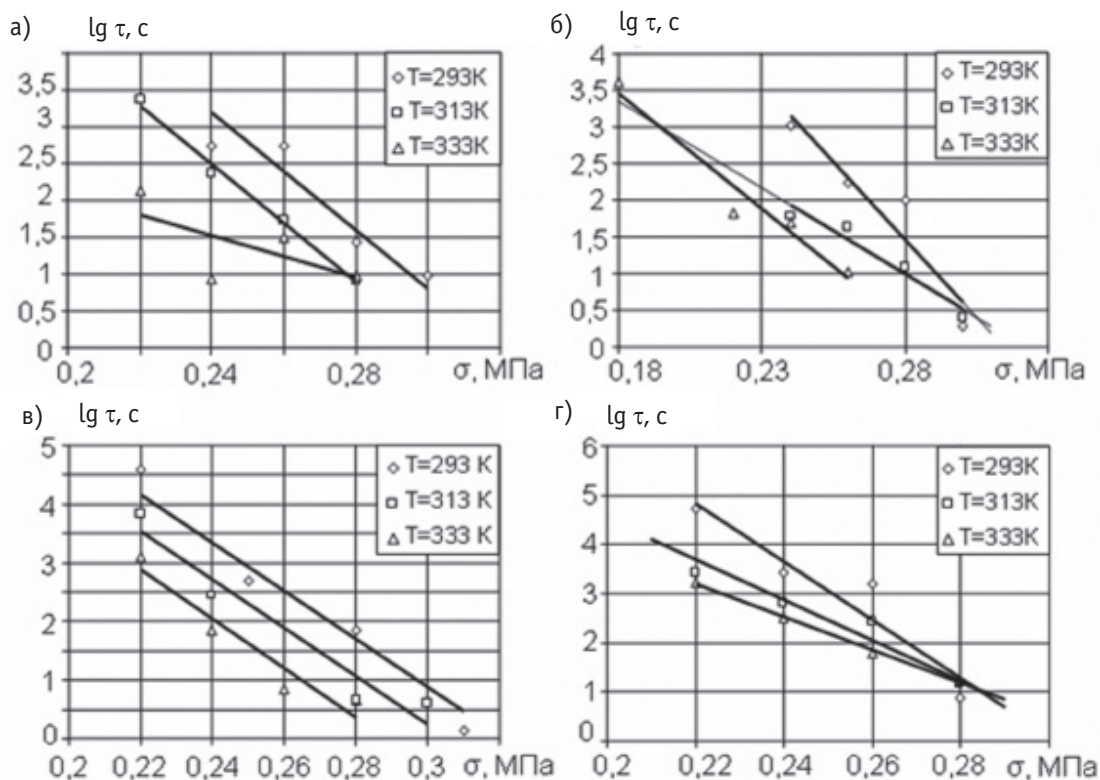 а) lg τ, с
4
3,5
3
2,5
2
1,5
1
0,5
0
0,2 0,24 0,28 σ, МПа
T=293K
T=313K
T=333K
б) lg τ, с
4
3,5
3
2,5
2
1,5
1
0,5
0
0,18 0,23 0,28 σ, МПа
T=293K
T=313K
T=333K
в) lg τ, с
5
4
3
2
1
0
0,2 0,22 0,24 0,26 0,28 0,3 σ, МПа
T=293 K
T=313 K
T=333 K
г) lg τ, с
6
5
4
3
2
1
0
0,2 0,22 0,24 0,26 0,28 σ, МПа
T=293K
T=313K
T=333K